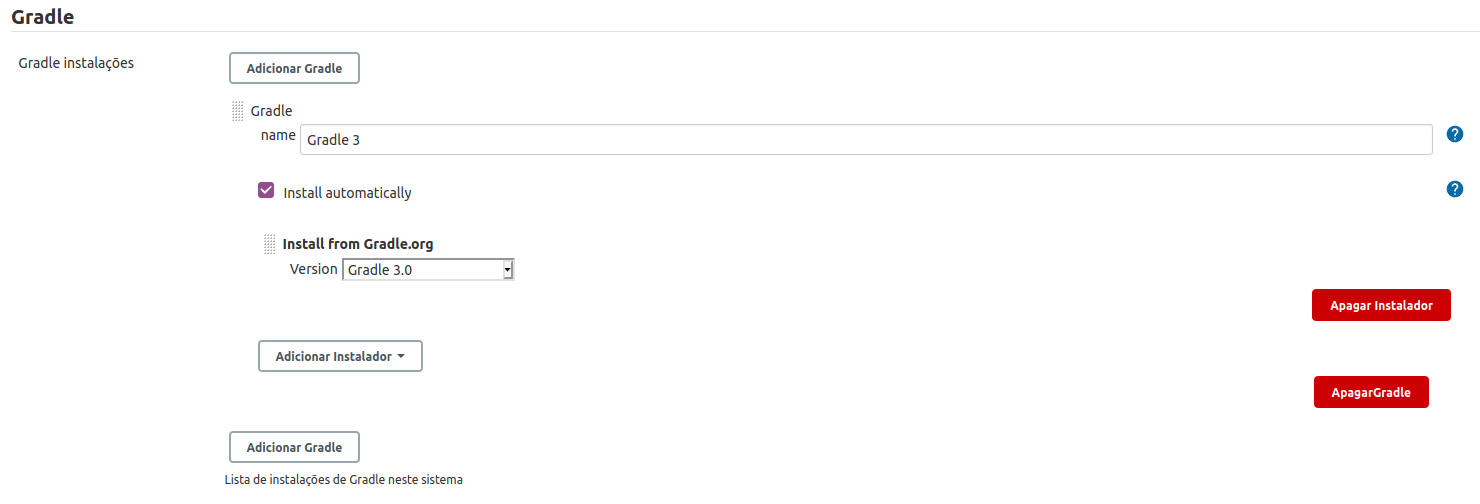 Gradle
Gradle instalações
Adicionar Gradle
Gradle
name Gradle 3 ?
Install automatically ?
Install from Gradle.org
Version Gradle 3.0
Apagar Instalador
Adicionar Instalador
ApagarGradle
Adicionar Gradle
Lista de instalações de Gradle neste sistema